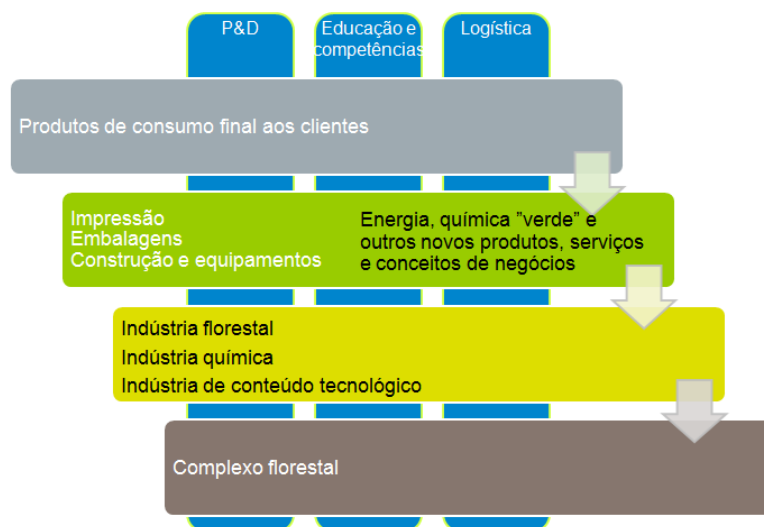 P&D
Educação e
competências
Logística
Produtos de consumo final aos clientes
Impressão
Embalagens
Construção e equipamentos
Energia, química ”verde” e
outros novos produtos, serviços
e conceitos de negócios
Indústria florestal
Indústria química
Indústria de conteúdo tecnológico
Complexo florestal